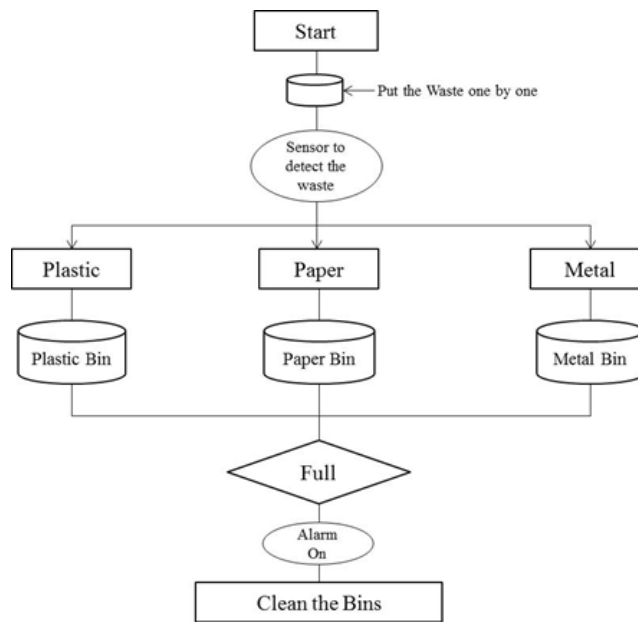 Start
Put the Waste one by one
Sensor to
detect the
waste
Plastic
Paper
Metal
Plastic Bin
Paper Bin
Metal Bin
Full
Alarm
On
Clean the Bins